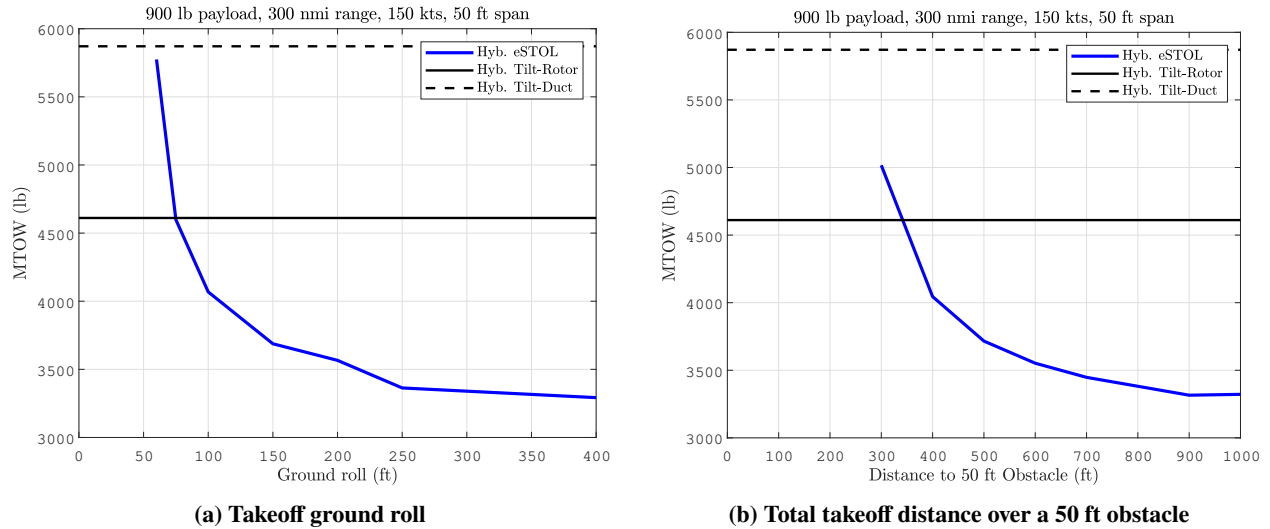 900 lb payload, 300 nmi range, 150 kts, 50 ft span
6000
5500
5000
4500
4000
3500
3000
MTOW (lb)
Hyb. eSTOL
Hyb. Tilt-Rotor
Hyb. Tilt-Duct
0 50 100 150 200 250 300 350 400
Ground roll (ft)
(a) Takeoff ground roll
900 lb payload, 300 nmi range, 150 kts, 50 ft span
6000
5500
5000
4500
4000
3500
3000
MTOW (lb)
Hyb. eSTOL
Hyb. Tilt-Rotor
Hyb. Tilt-Duct
0 100 200 300 400 500 600 700 800 900 1000
Distance to 50 ft Obstacle (ft)
(b) Total takeoff distance over a 50 ft obstacle